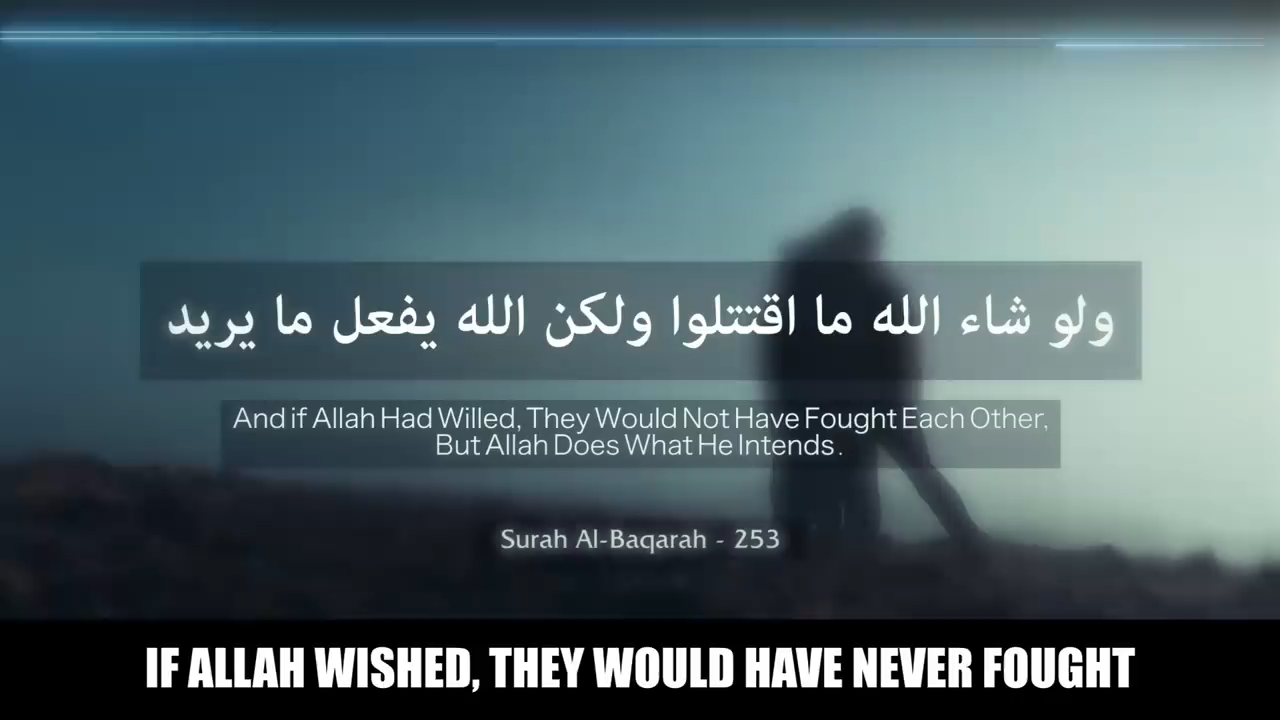 ولو شاء الله ما اقتتلوا ولكن الله يفعل ما يريد
And if Allah Had Willed, They Would Not Have Fought Each Other,
But Allah Does What He Intends.
Surah Al-Baqarah - 253
IF ALLAH WISHED, THEY WOULD HAVE NEVER FOUGHT